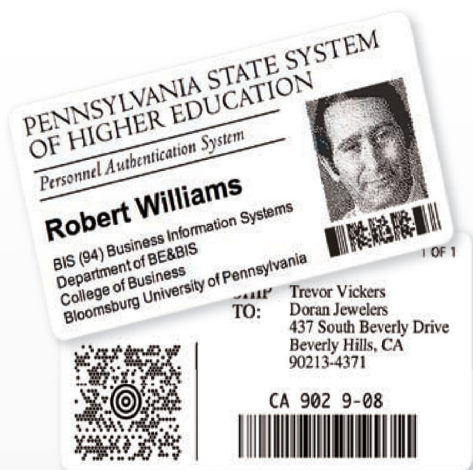 PENNSYLVANIA STATE SYSTEM
OF HIGHER EDUCATION
Personnel Authentication System
Robert Williams
BIS (94) Business Information Systems
Department of BE&BIS
College of Business
Bloomsburg University of Pennsylvania
1 OF 1
SHIP Trevor Vickers
TO: Doran Jewelers
437 South Beverly Drive
Beverly Hills, CA
90213-4371
CA 902 9-08